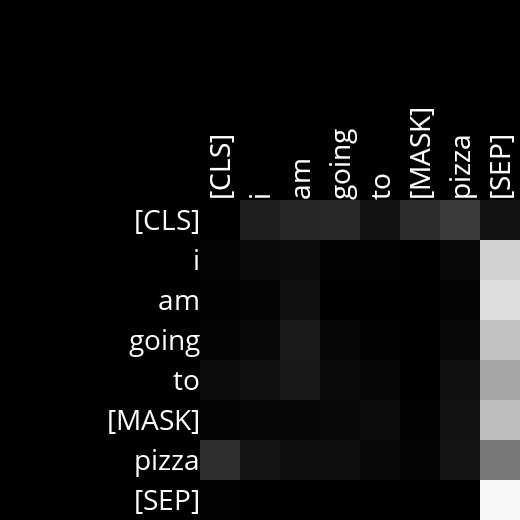 [CLS] i am going to [MASK] pizza [SEP]
[CLS]
i
am
going
to
[MASK]
pizza
[SEP]